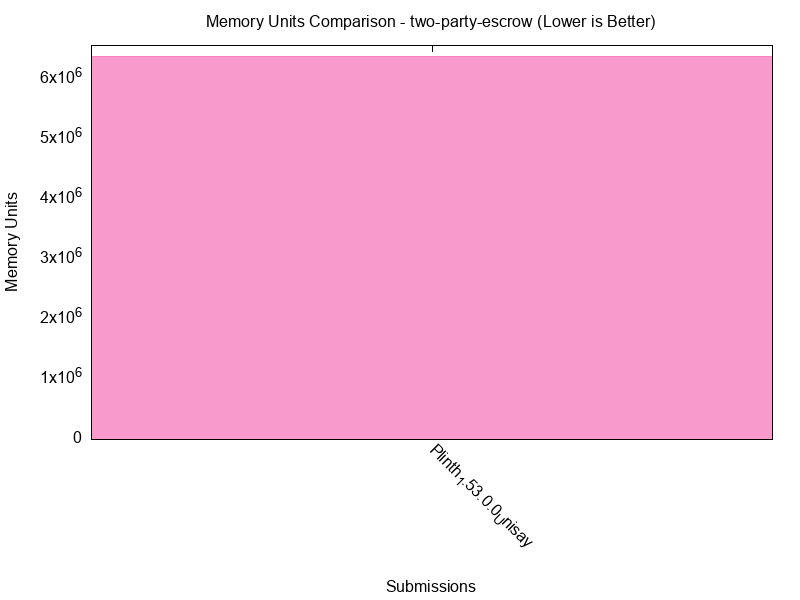 Memory Units Comparison - two-party-escrow (Lower is Better)
6x10^6
5x10^6
4x10^6
3x10^6
2x10^6
1x10^6
0
Memory Units
Plinth_1.53.0.0_Unisay
Submissions